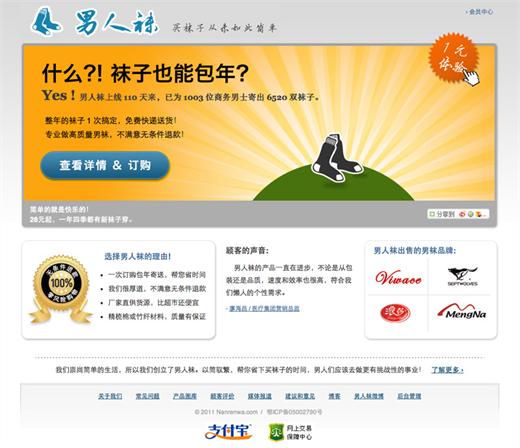 男人袜 买袜子从未如此简单
· 会员中心
什么?! 袜子也能包年?
Yes ! 男人袜上线 110 天来，已为 1003 位商务男士寄出 6520 双袜子。
1元
体验
整年的袜子 1 次搞定，免费快递送货！
专业做高质量男袜，不满意无条件退款！
查看详情 & 订购
简单的就是快乐的！
28元起，一年四季都有新袜子穿。
分享到
100%
选择男人袜的理由！
• 一次订购包年寄送，帮您省时间
• 我们很厚道，不满意无条件退款
• 厂家直供货源，比超市还便宜
• 精梳棉或竹纤材料，质量有保证
顾客的声音：
男人袜的产品一直在进步，不论是从包
装还是品质，速度和效率也很高，符合我
们懒人的个性需求。
- 廖海昌 / 医疗集团营销总监
男人袜出售的男袜品牌：
Viwace
SEPTWOLVES
浪莎
MengNa
我们崇尚简单的生活，所以我们创立了男人袜。以简驭繁，帮你省下买袜子的时间，男人们应该去做更有挑战性的事业！ 了解更多 ›
关于我们 常见问题 产品图库 顾客评价 媒体报道 建议和意见 博客 男人袜微博 后台管理
© 2011 Nanrenwa.com / 鄂ICP备05002790号
支付宝 网上交易
保障中心